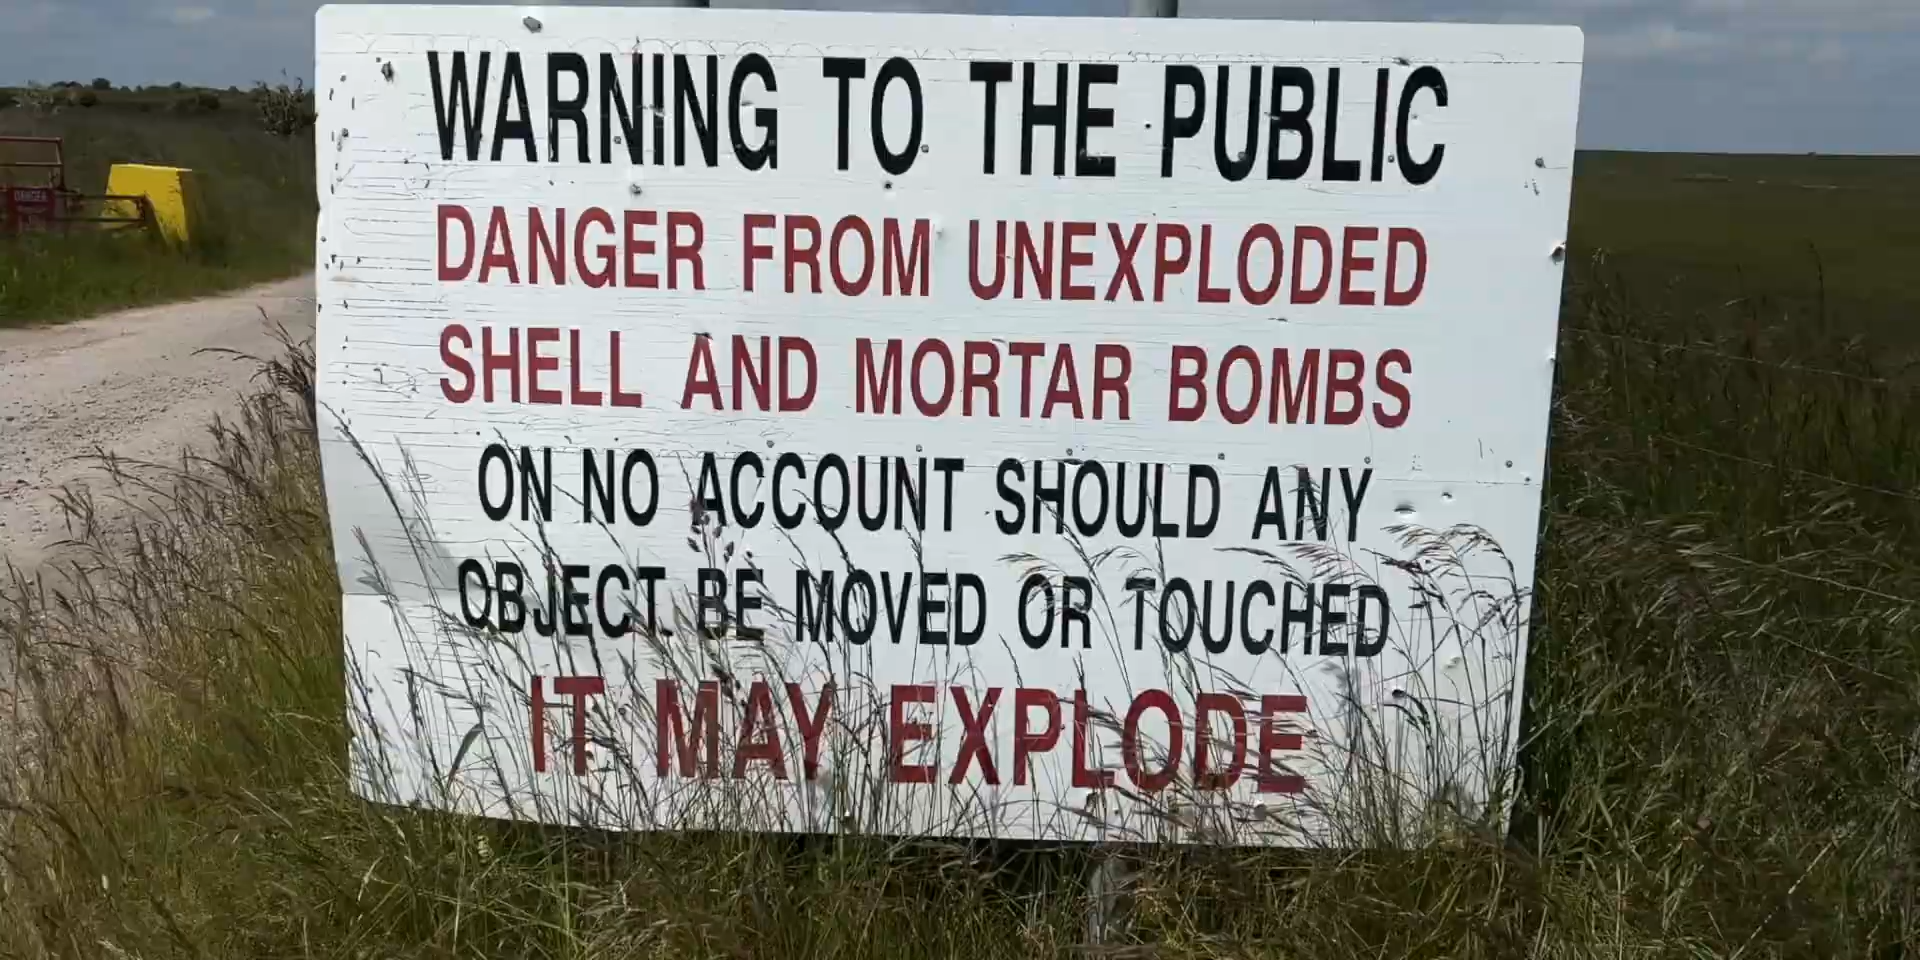 WARNING TO THE PUBLIC
DANGER FROM UNEXPLODED
SHELL AND MORTAR BOMBS
ON NO ACCOUNT SHOULD ANY
OBJECT BE MOVED OR TOUCHED
IT MAY EXPLODE
DANGER